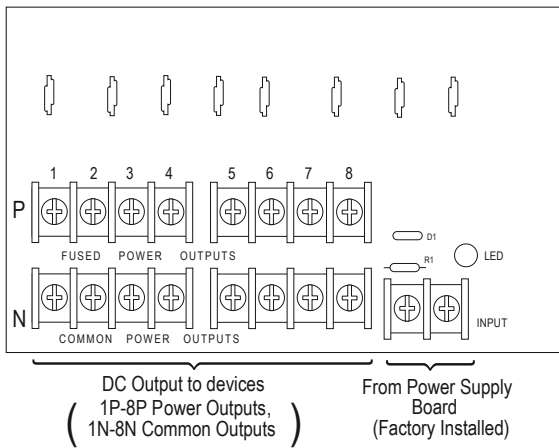 1 2 3 4 5 6 7 8
P
FUSED POWER OUTPUTS
D1
LED
R1
N
INPUT
COMMON POWER OUTPUTS
DC Output to devices
( 1P-8P Power Outputs,
1N-8N Common Outputs )
From Power Supply
Board
(Factory Installed)